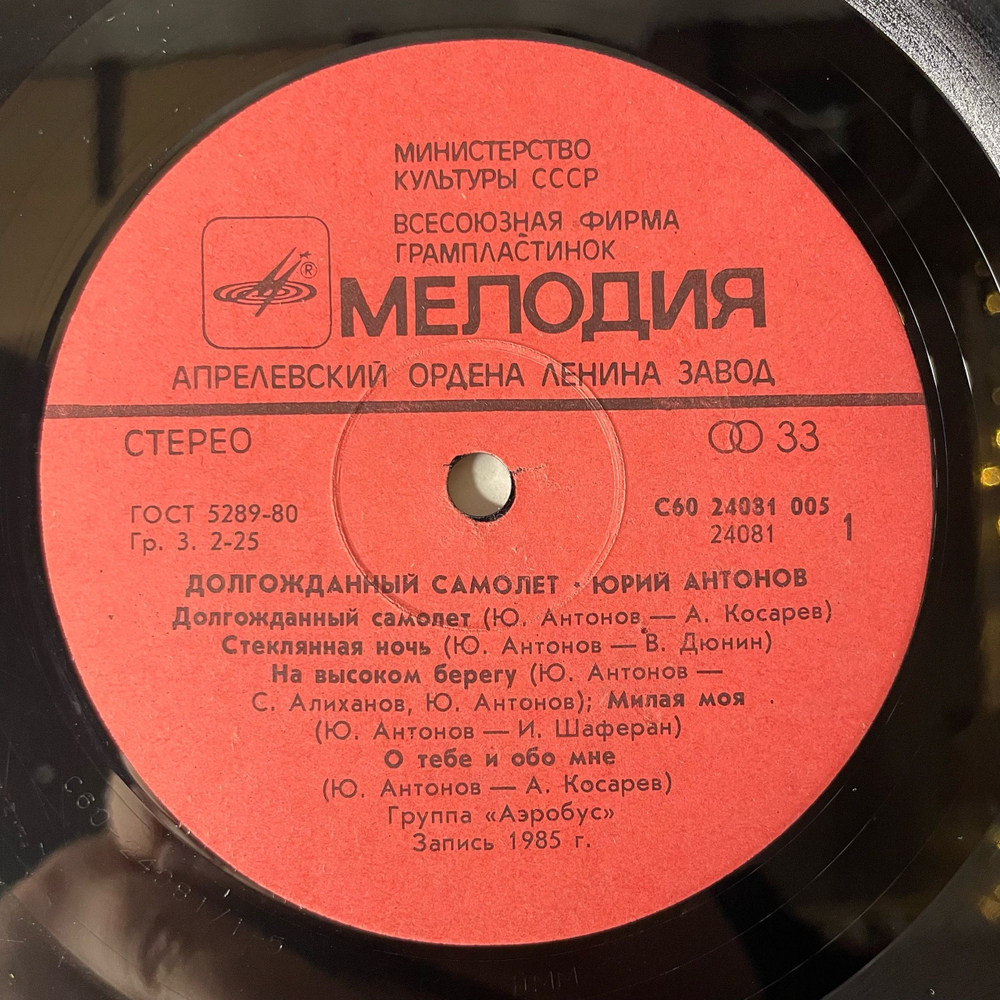 МИНИСТЕРСТВО
КУЛЬТУРЫ СССР
ВСЕСОЮЗНАЯ ФИРМА
ГРАМПЛАСТИНОК
®
МЕЛОДИЯ
АПРЕЛЕВСКИЙ ОРДЕНА ЛЕНИНА ЗАВОД
СТЕРЕО
33
ГОСТ 5289-80
Гр. 3. 2-25
С60 24081 005
24081
1
ДОЛГОЖДАННЫЙ САМОЛЕТ • ЮРИЙ АНТОНОВ
Долгожданный самолет (Ю. Антонов — А. Косарев)
Стеклянная ночь (Ю. Антонов — В. Дюнин)
На высоком берегу (Ю. Антонов —
С. Алиханов, Ю. Антонов); Милая моя
(Ю. Антонов — И. Шаферан)
О тебе и обо мне
(Ю. Антонов — А. Косарев)
Группа «Аэробус»
Запись 1985 г.